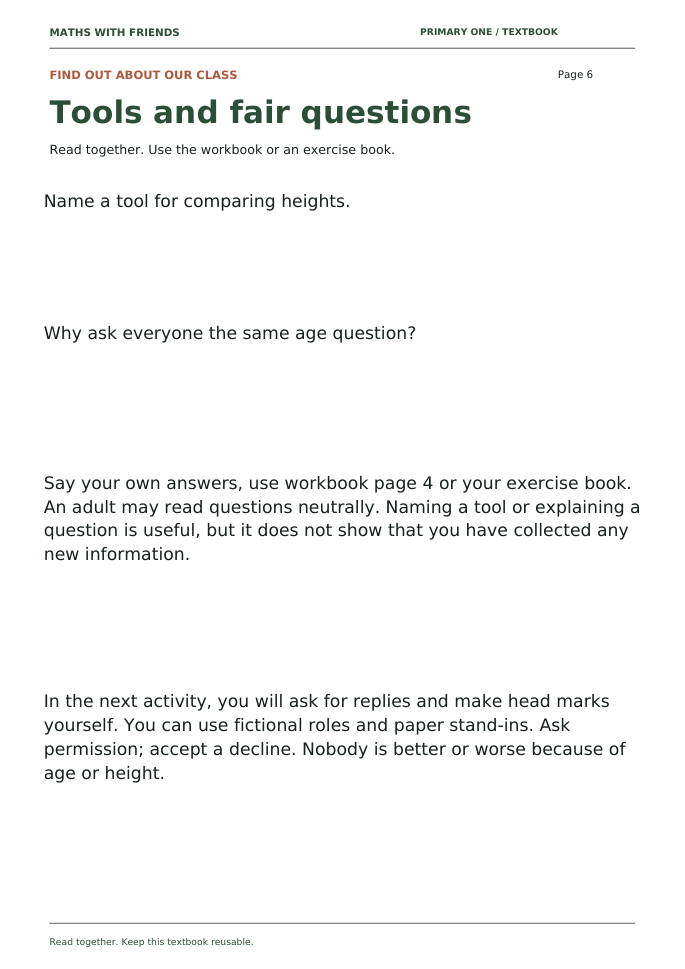 MATHS WITH FRIENDS
PRIMARY ONE / TEXTBOOK
FIND OUT ABOUT OUR CLASS
Page 6
Tools and fair questions
Read together. Use the workbook or an exercise book.
Name a tool for comparing heights.
Why ask everyone the same age question?
Say your own answers, use workbook page 4 or your exercise book.
An adult may read questions neutrally. Naming a tool or explaining a
question is useful, but it does not show that you have collected any
new information.
In the next activity, you will ask for replies and make head marks
yourself. You can use fictional roles and paper stand-ins. Ask
permission; accept a decline. Nobody is better or worse because of
age or height.
Read together. Keep this textbook reusable.